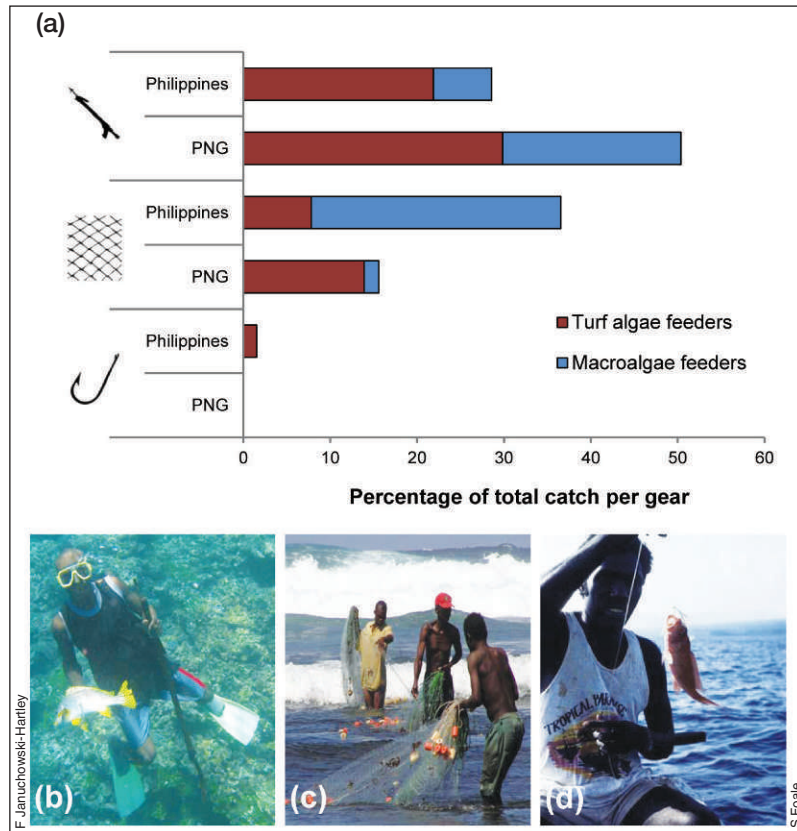 (a)
Philippines
PNG
Philippines
PNG
Philippines
PNG
Turf algae feeders
Macroalgae feeders
0 10 20 30 40 50 60
Percentage of total catch per gear
F Januchowski-Hartley
(b)
(c)
TROPICAL
(d)
S Foale